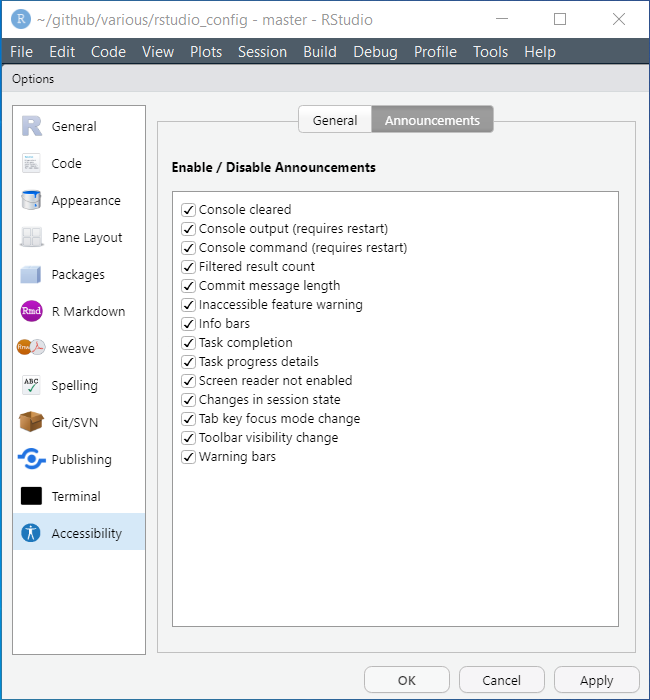 R ~/github/various/rstudio_config - master - RStudio
File Edit Code View Plots Session Build Debug Profile Tools Help
Options
General Announcements
R General
Code
Appearance
Pane Layout
Packages
Rmd R Markdown
Sweave
ABC Spelling
Git/SVN
Publishing
Terminal
Accessibility
Enable / Disable Announcements
Console cleared
Console output (requires restart)
Console command (requires restart)
Filtered result count
Commit message length
Inaccessible feature warning
Info bars
Task completion
Task progress details
Screen reader not enabled
Changes in session state
Tab key focus mode change
Toolbar visibility change
Warning bars
OK Cancel Apply